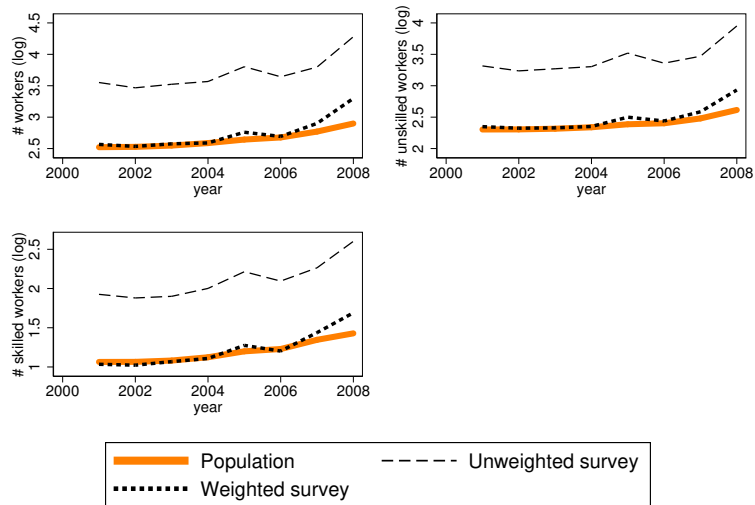 # workers (log)
4.5
4
3.5
3
2.5
2000 2002 2004 2006 2008
year
# unskilled workers (log)
4
3.5
3
2.5
2
2000 2002 2004 2006 2008
year
# skilled workers (log)
2.5
2
1.5
1
2000 2002 2004 2006 2008
year
Population Unweighted survey
Weighted survey